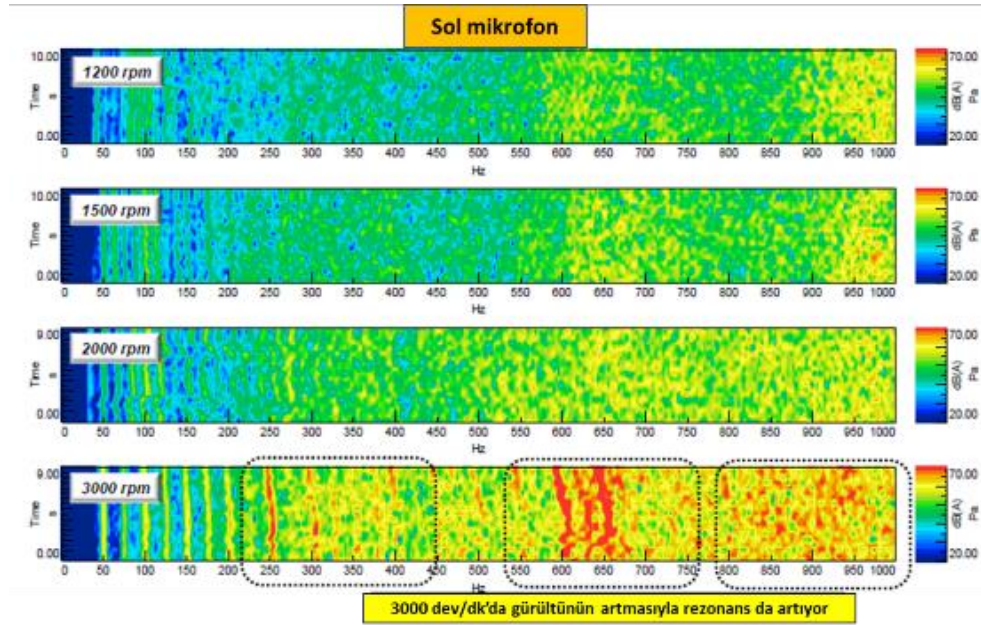 Sol mikrofon
1200 rpm
10.00
Time
s
0.00
0 50 100 150 200 250 300 350 400 450 500 550 600 650 700 750 800 850 900 950 1000
Hz
70.00
dB(A)
Pa
20.00
1500 rpm
10.00
Time
s
0.00
0 50 100 150 200 250 300 350 400 450 500 550 600 650 700 750 800 850 900 950 1000
Hz
70.00
dB(A)
Pa
20.00
2000 rpm
9.00
Time
s
0.00
0 50 100 150 200 250 300 350 400 450 500 550 600 650 700 750 800 850 900 950 1000
Hz
70.00
dB(A)
Pa
20.00
3000 rpm
9.00
Time
s
0.00
0 50 100 150 200 250 300 350 400 450 500 550 600 650 700 750 800 850 900 950 1000
70.00
dB(A)
Pa
20.00
3000 dev/dk'da gürültünün artmasıyla rezonans da artıyor